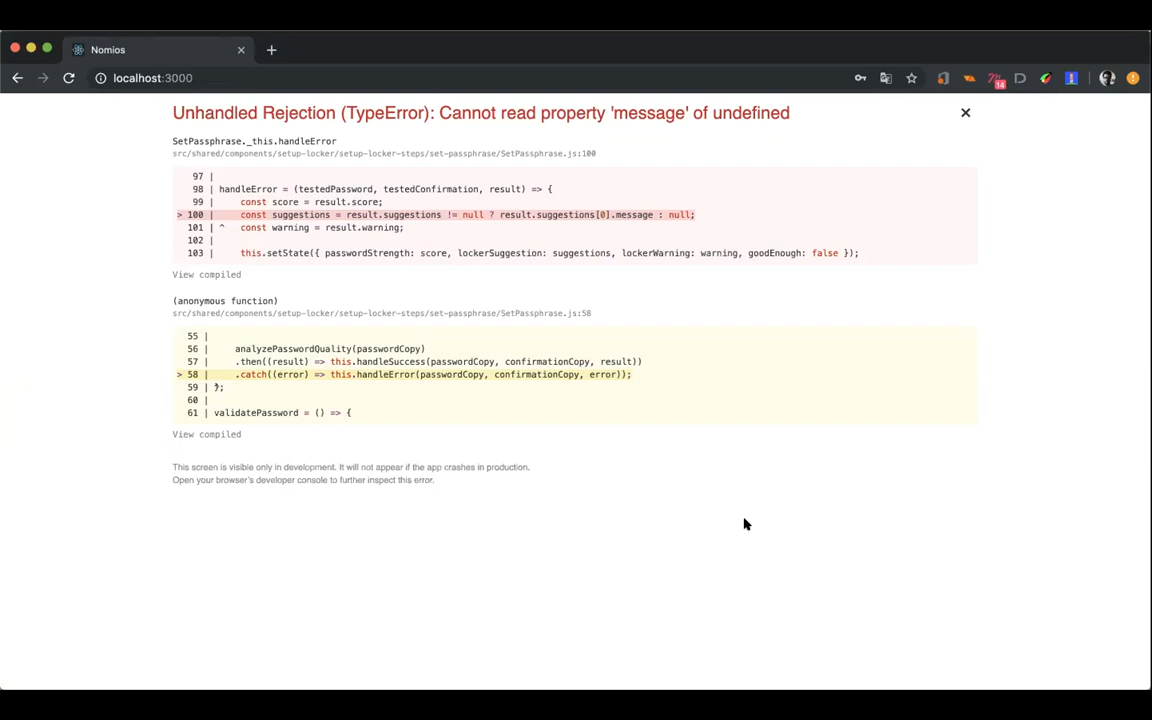 Nomios
localhost:3000
14
Unhandled Rejection (TypeError): Cannot read property 'message' of undefined
SetPassphrase._this.handleError
src/shared/components/setup-locker/setup-locker-steps/set-passphrase/SetPassphrase.js:100
97 |
98 | handleError = (testedPassword, testedConfirmation, result) => {
99 | const score = result.score;
> 100 | const suggestions = result.suggestions != null ? result.suggestions[0].message : null;
101 | ^ const warning = result.warning;
102 |
103 | this.setState({ passwordStrength: score, lockerSuggestion: suggestions, lockerWarning: warning, goodEnough: false });
View compiled
(anonymous function)
src/shared/components/setup-locker/setup-locker-steps/set-passphrase/SetPassphrase.js:58
55 |
56 | analyzePasswordQuality(passwordCopy)
57 | .then((result) => this.handleSuccess(passwordCopy, confirmationCopy, result))
> 58 | .catch((error) => this.handleError(passwordCopy, confirmationCopy, error));
59 | };
60 |
61 | validatePassword = () => {
View compiled
This screen is visible only in development. It will not appear if the app crashes in production.
Open your browser's developer console to further inspect this error.